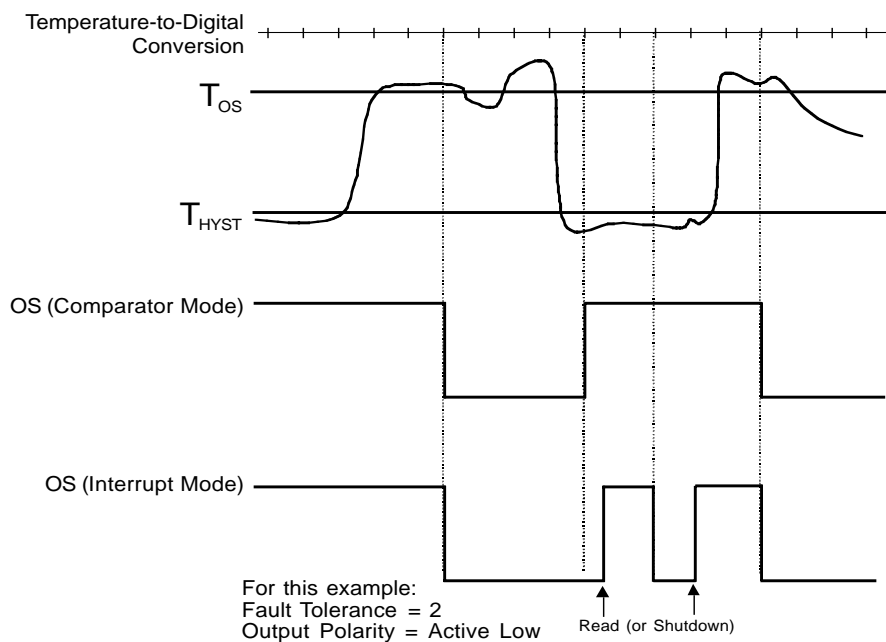 Temperature-to-Digital
Conversion
TOS
THYST
OS (Comparator Mode)
OS (Interrupt Mode)
For this example:
Fault Tolerance = 2
Output Polarity = Active Low
Read (or Shutdown)